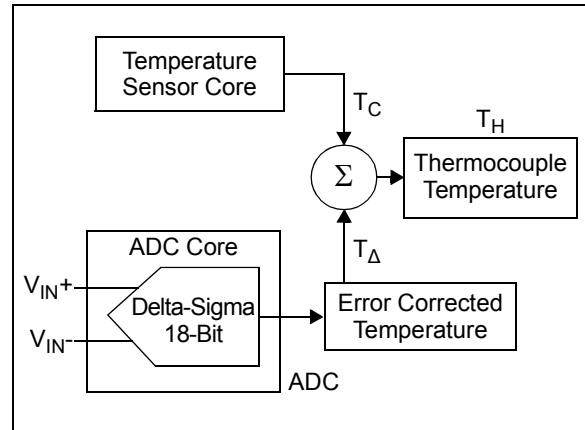 Temperature
Sensor Core
T_C
T_H
Σ
Thermocouple
Temperature
ADC Core
T_Δ
V_IN+
Delta-Sigma
18-Bit
V_IN-
Error Corrected
Temperature
ADC